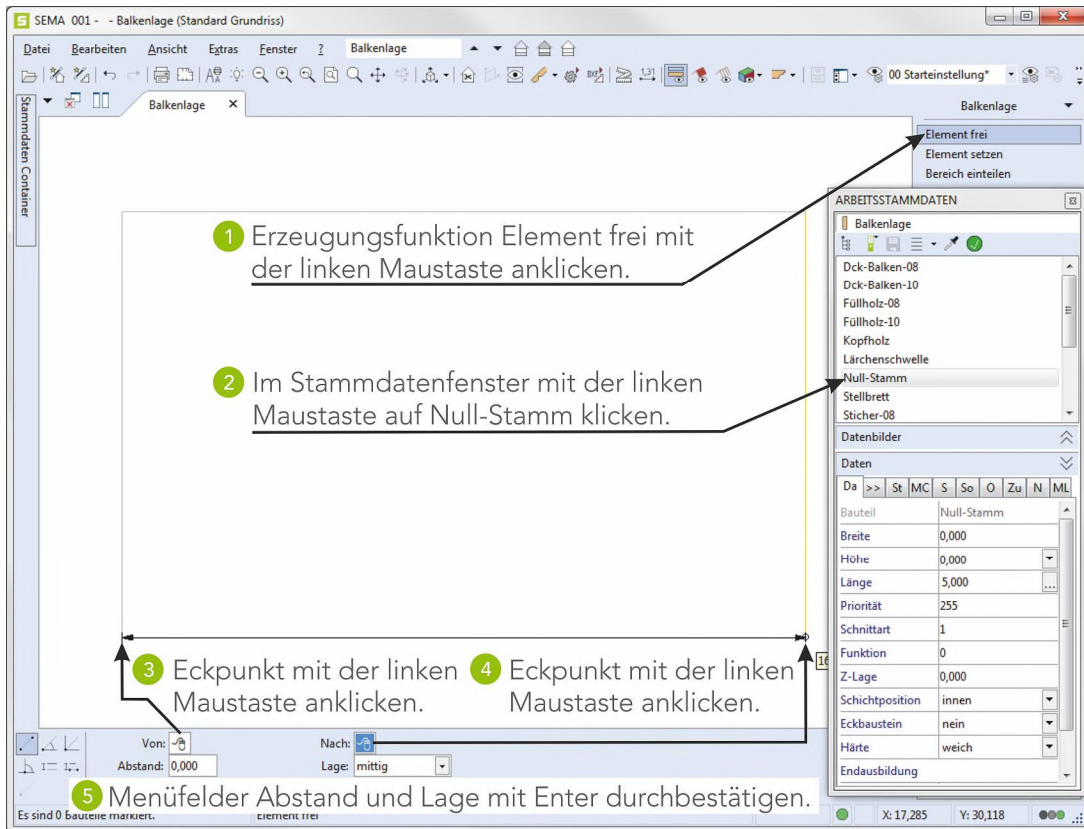 SEMA 001 - - Balkenlage (Standard Grundriss)
Datei Bearbeiten Ansicht Extras Fenster ? Balkenlage
00 Starteinstellung*
Stammdaten Container
Balkenlage X
Balkenlage
Element frei
Element setzen
Bereich einteilen
ARBEITSSTAMMDATEN
Balkenlage
Dck-Balken-08
Dck-Balken-10
Füllholz-08
Füllholz-10
Kopfholz
Lärchenschwelle
Null-Stamm
Stellbrett
Sticher-08
Datenbilder
Daten
Da >> St MC S So O Zu N ML
Bauteil Null-Stamm
Breite 0,000
Höhe 0,000
Länge 5,000
Priorität 255
Schnittart 1
Funktion 0
Z-Lage 0,000
Schichtposition innen
Eckbaustein nein
Härte weich
Endausbildung
1 Erzeugungsfunktion Element frei mit
der linken Maustaste anklicken.
2 Im Stammdatenfenster mit der linken
Maustaste auf Null-Stamm klicken.
3 Eckpunkt mit der linken
Maustaste anklicken.
4 Eckpunkt mit der linken
Maustaste anklicken.
16
Von: Nach:
Abstand: 0,000 Lage: mittig
5 Menüfelder Abstand und Lage mit Enter durchbestätigen.
Es sind 0 Bauteile markiert. Element frei X: 17,285 Y: 30,118